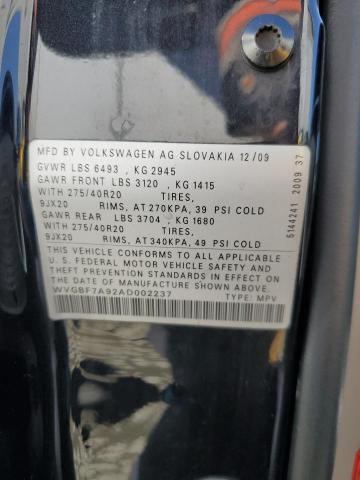 MFD BY VOLKSWAGEN AG SLOVAKIA 12/09
GVWR LBS 6493 , KG 2945
GAWR FRONT LBS 3120 , KG 1415
WITH 275/40R20 TIRES,
9JX20 RIMS, AT 270KPA, 39 PSI COLD
GAWR REAR LBS 3704 , KG 1680
WITH 275/40R20 TIRES,
9JX20 RIMS, AT 340KPA, 49 PSI COLD
THIS VEHICLE CONFORMS TO ALL APPLICABLE
U. S. FEDERAL MOTOR VEHICLE SAFETY AND
THEFT PREVENTION STANDARDS IN EFFECT ON
THE DATE OF MANUFACTURE SHOWN ABOVE
WVGBF7A92AD002237 TYPE: MPV
5144241 2009 37